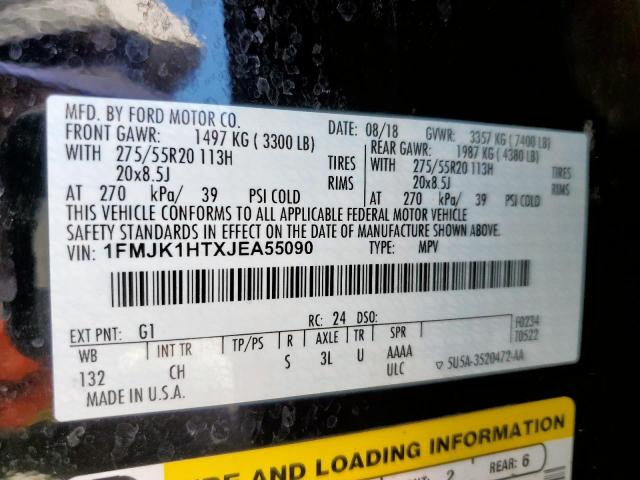 MFD. BY FORD MOTOR CO.
DATE: 08/18 GVWR: 3357 KG (7400 LB)
FRONT GAWR: 1497 KG (3300 LB)
REAR GAWR: 1987 KG (4380 LB)
WITH 275/55R20 113H TIRES
WITH 275/55R20 113H TIRES
20x8.5J RIMS
20x8.5J RIMS
AT 270 kPa/ 39 PSI COLD
AT 270 kPa/ 39 PSI COLD
THIS VEHICLE CONFORMS TO ALL APPLICABLE FEDERAL MOTOR VEHICLE
SAFETY STANDARDS IN EFFECT ON THE DATE OF MANUFACTURE SHOWN ABOVE.
VIN: 1FMJK1HTXJEA55090 TYPE: MPV
EXT PNT: G1 RC: 24 DSO: F0234
T0522
WB INT TR TP/PS R AXLE TR SPR
132 CH S 3L U AAAA
ULC
5U5A-3520472-AA
MADE IN U.S.A.
AND LOADING INFORMATION
2 REAR: 6